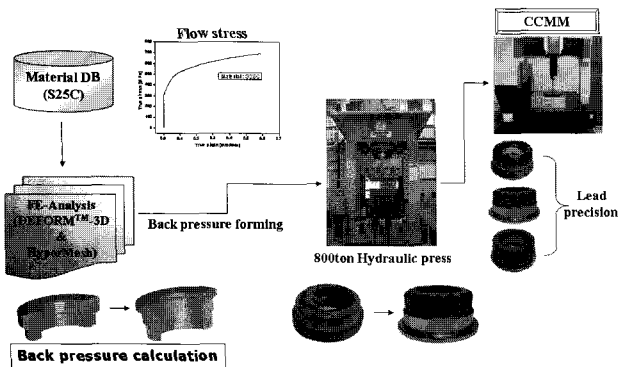 Flow stress
CCMM
Material DB
(S25C)
FE-Analysis
(DEFORM™-3D
&
HyperMesh)
Back pressure forming
800ton Hydraulic press
Lead
precision
Back pressure calculation